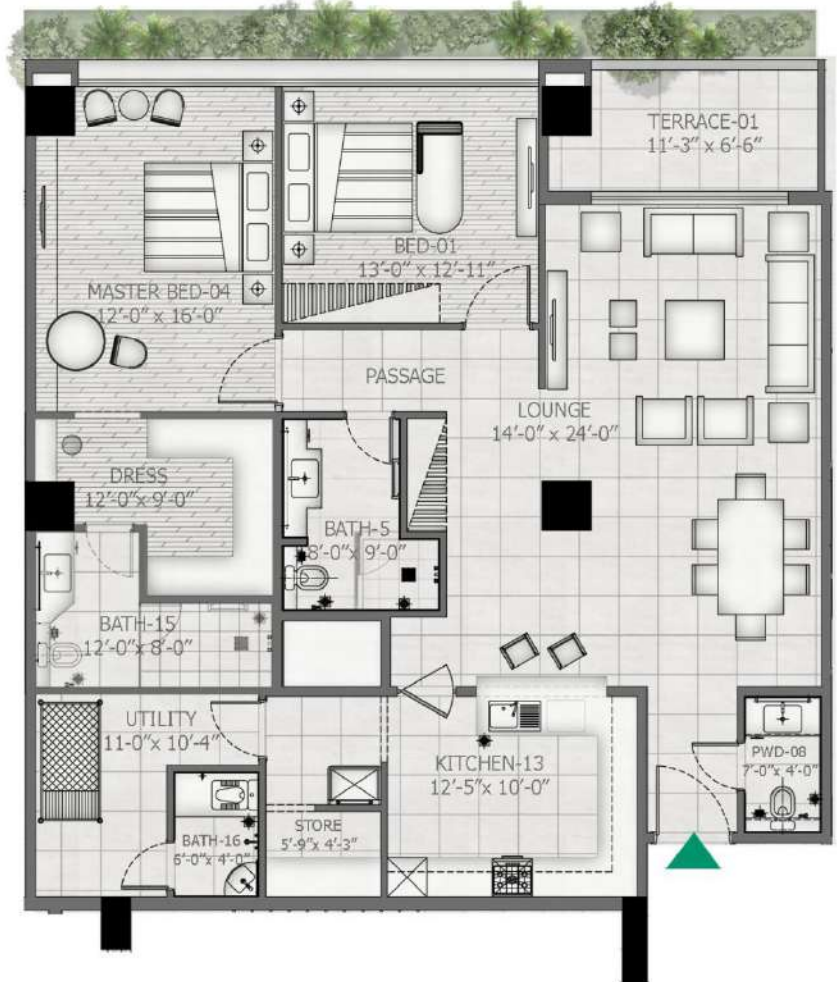 TERRACE-01
11'-3" x 6'-6"
BED-01
13'-0" x 12'-11"
MASTER BED-04
12'-0" x 16'-0"
PASSAGE
LOUNGE
14'-0" x 24'-0"
DRESS
12'-0"x 9'-0"
BATH-5
8'-0"x 9'-0"
BATH-15
12'-0"x 8'-0"
UTILITY
11-0"x 10'-4"
KITCHEN-13
12'-5"x 10'-0"
PWD-08
7'-0"x 4'-0"
STORE
5'-9"x 4'-3"
BATH-16
6'-0"x 4'-0"